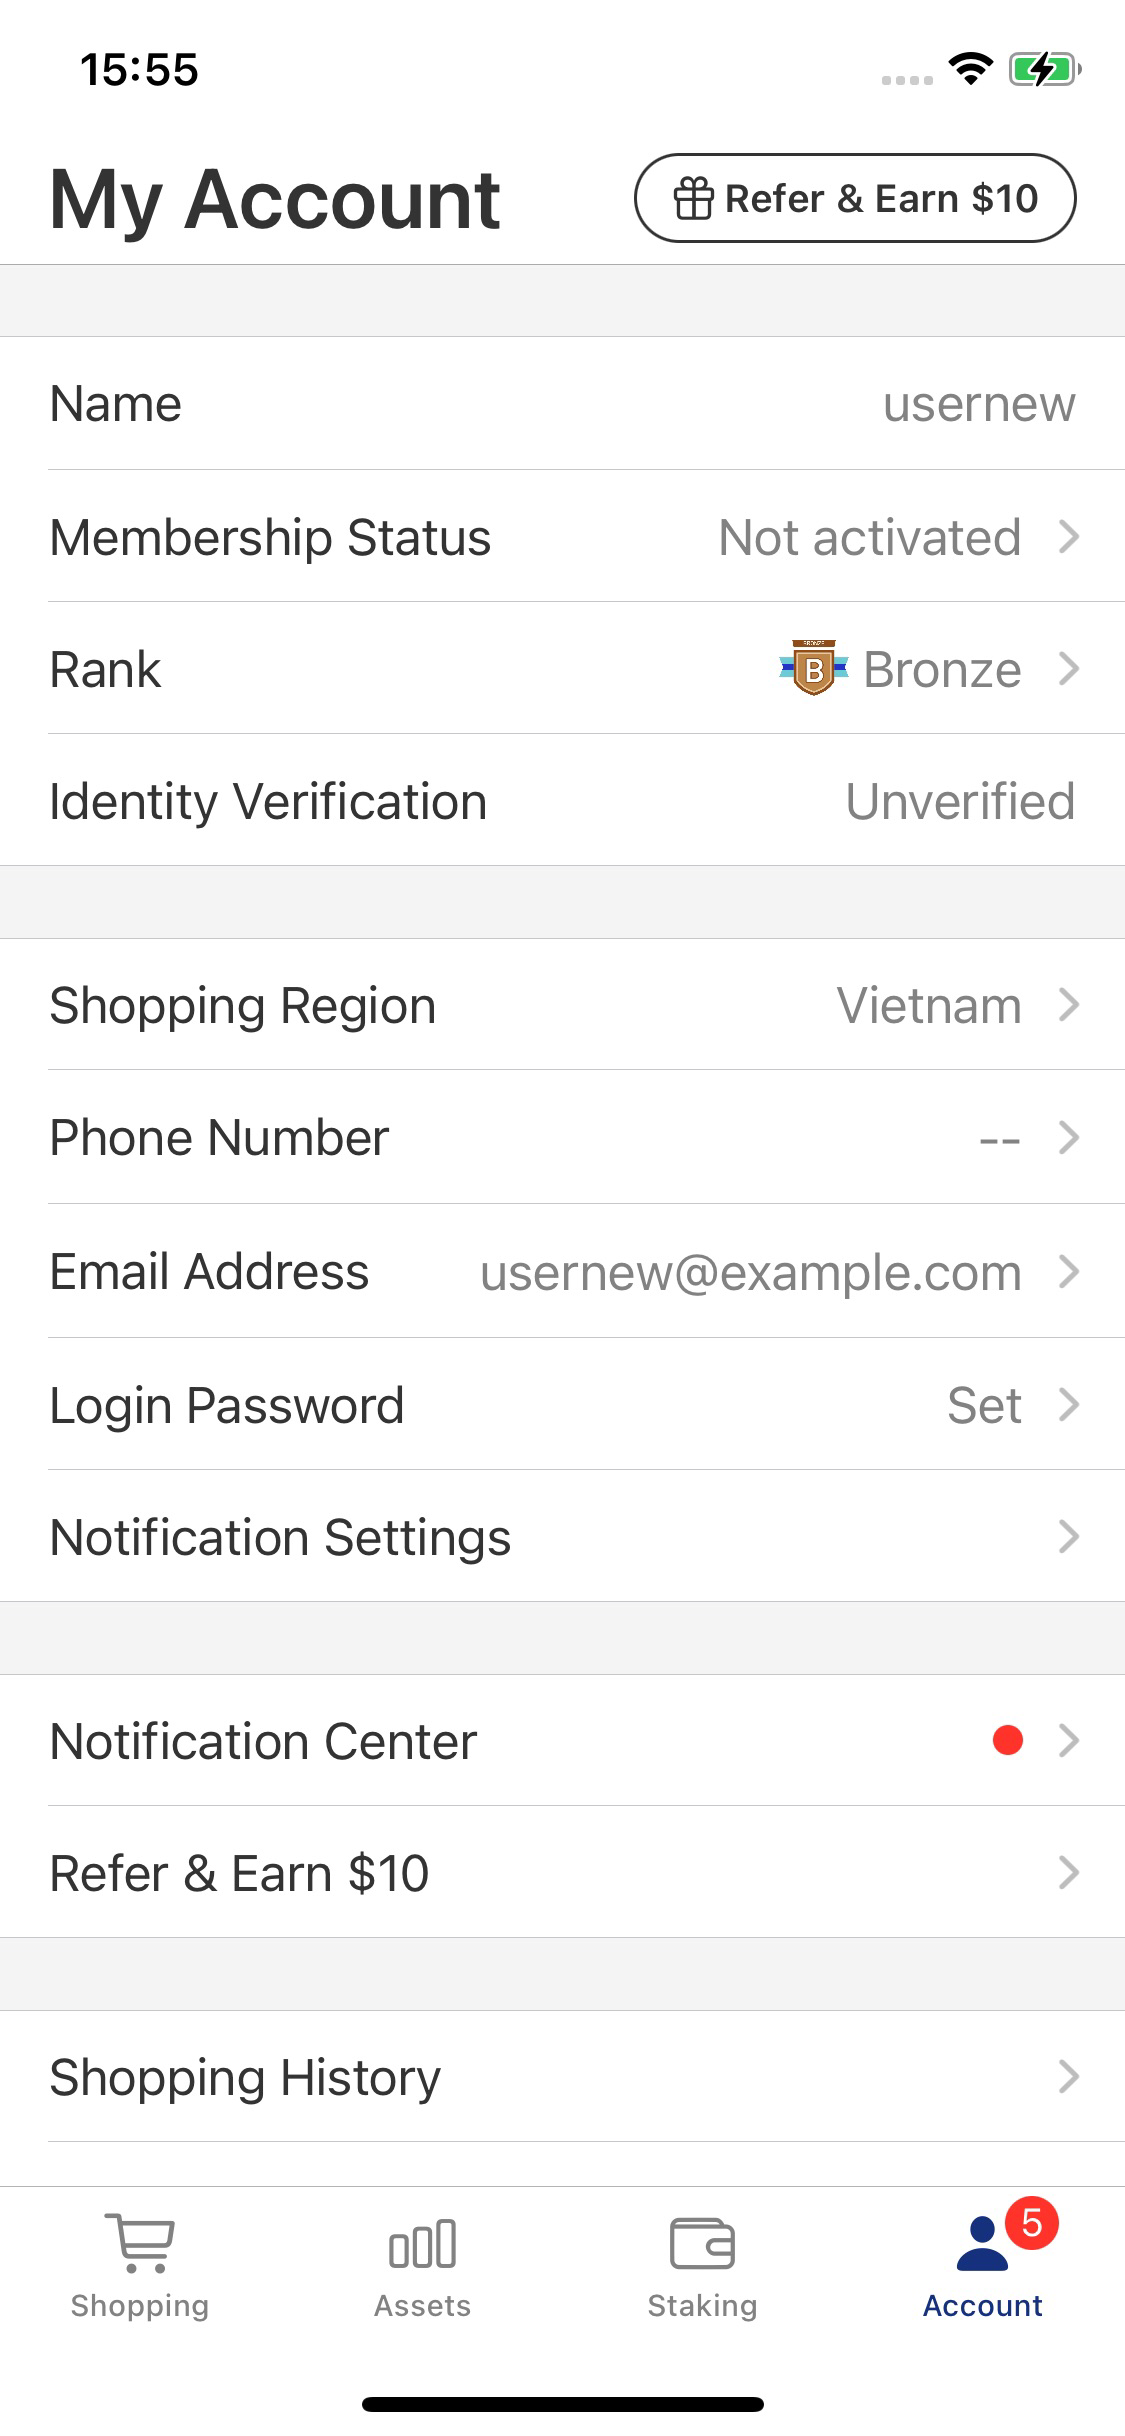 15:55
My Account
Refer & Earn $10
Name
usernew
Membership Status
Not activated
Rank
BRONZE
B
Bronze
Identity Verification
Unverified
Shopping Region
Vietnam
Phone Number
--
Email Address
usernew@example.com
Login Password
Set
Notification Settings
Notification Center
Refer & Earn $10
Shopping History
5
Shopping
Assets
Staking
Account